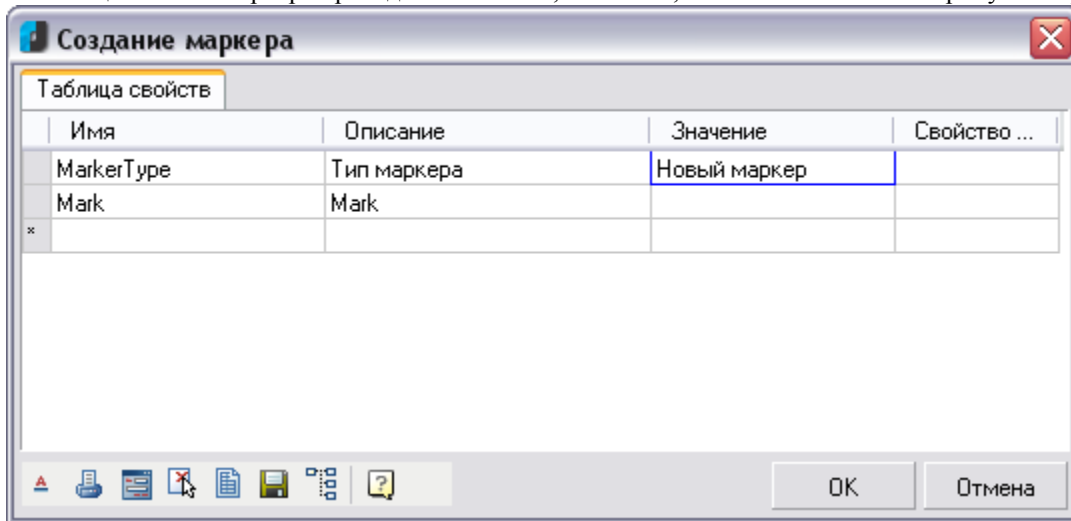 Создание маркера
Таблица свойств
Имя Описание Значение Свойство ...
MarkerType Тип маркера Новый маркер
Mark Mark
*
OK Отмена